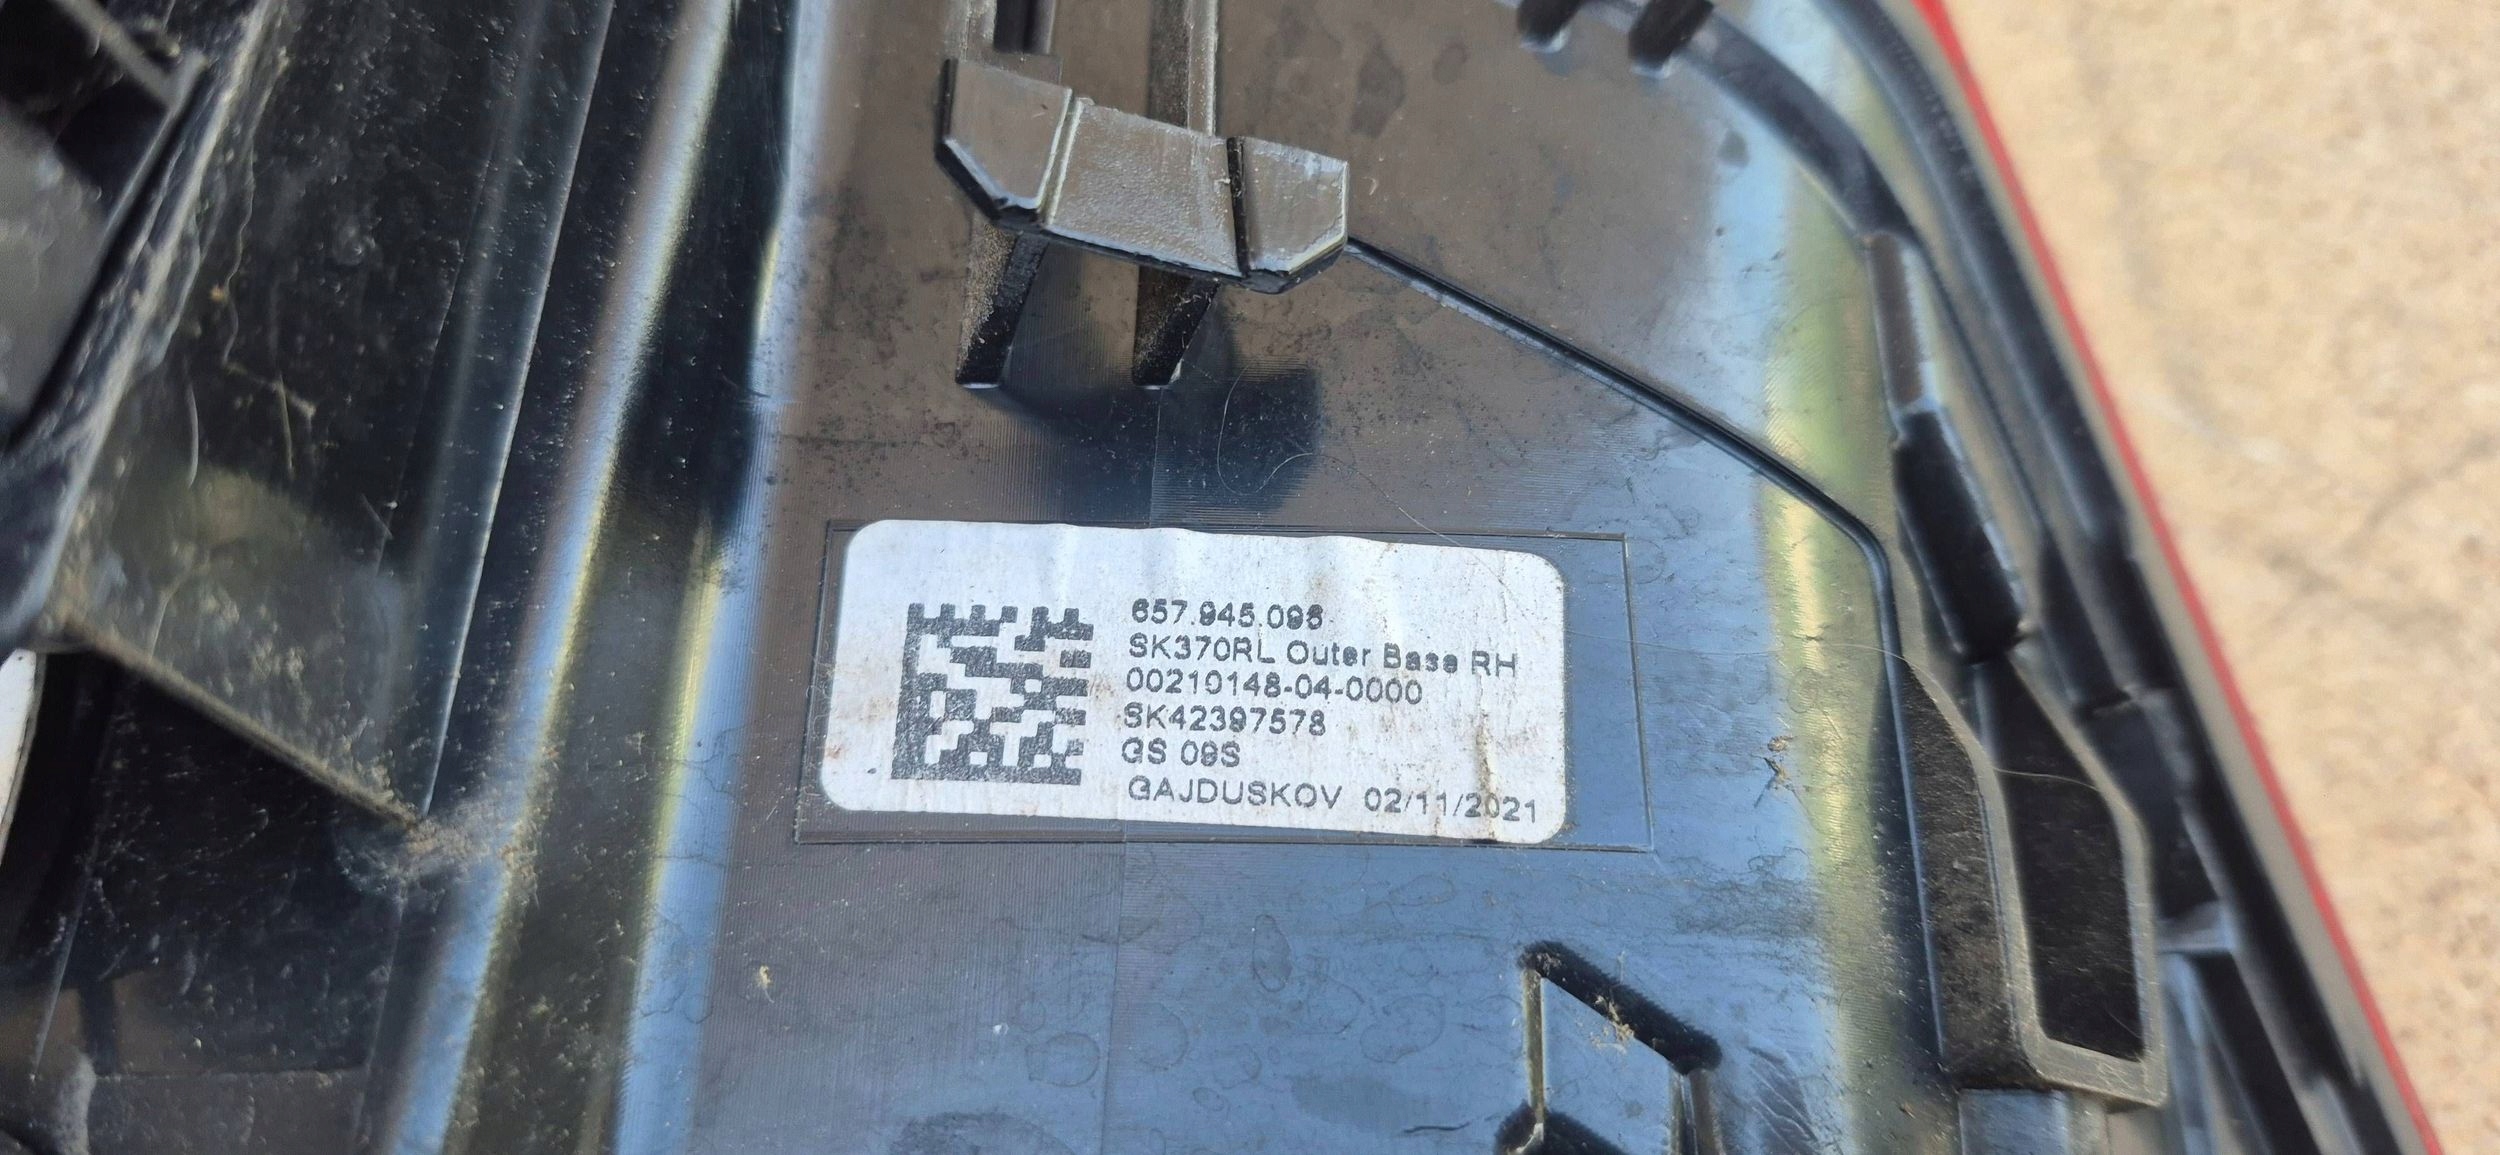 657.945.096
SK370RL Outer Base RH
00210148-04-0000
SK42397578
GS 09S
GAJDUSKOV 02/11/2021